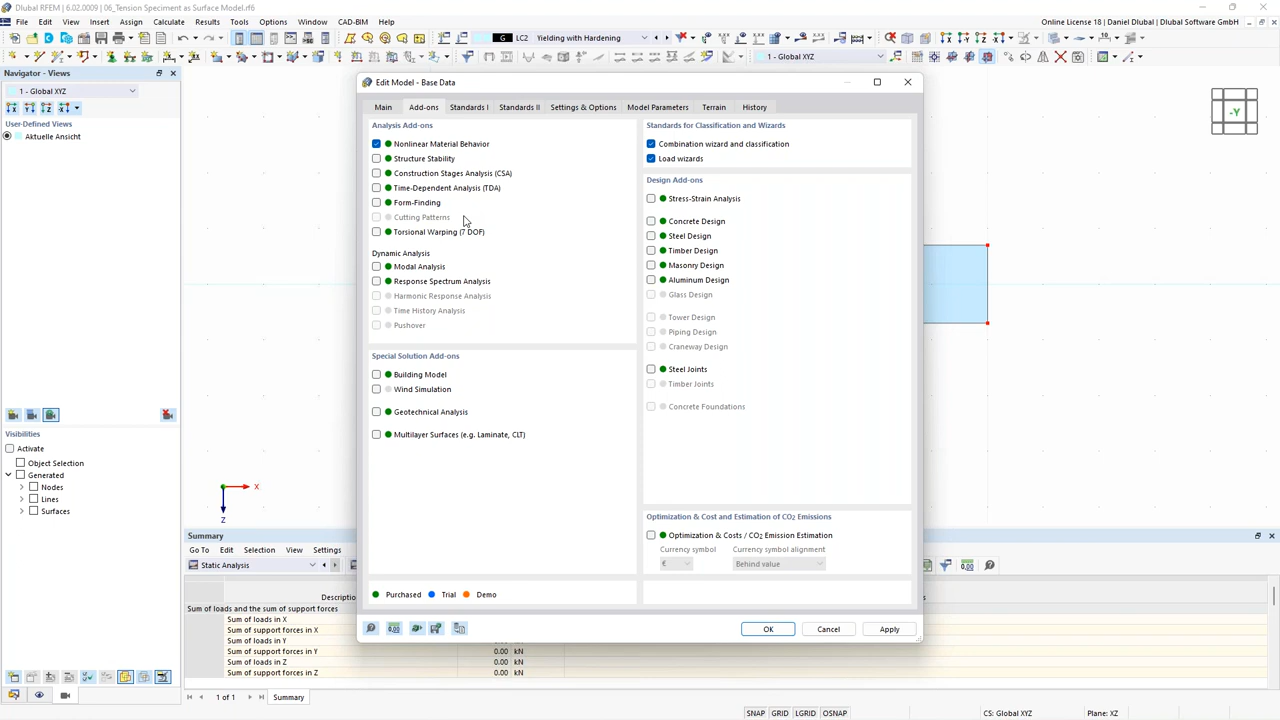 Dlubal RFEM | 6.02.0009 | 06_Tension Speciment as Surface Model.rf6
File Edit View Insert Assign Calculate Results Tools Options Window CAD-BIM Help
Online License 18 | Daniel Dlubal | Dlubal Software GmbH
G LC2 Yielding with Hardening
1 - Global XYZ
Navigator - Views
1 - Global XYZ
User-Defined Views
Aktuelle Ansicht
Visibilities
Activate
Object Selection
Generated
Nodes
Lines
Surfaces
Edit Model - Base Data
Main Add-ons Standards I Standards II Settings & Options Model Parameters Terrain History
Analysis Add-ons
Nonlinear Material Behavior
Structure Stability
Construction Stages Analysis (CSA)
Time-Dependent Analysis (TDA)
Form-Finding
Cutting Patterns
Torsional Warping (7 DOF)
Dynamic Analysis
Modal Analysis
Response Spectrum Analysis
Harmonic Response Analysis
Time History Analysis
Pushover
Special Solution Add-ons
Building Model
Wind Simulation
Geotechnical Analysis
Multilayer Surfaces (e.g. Laminate, CLT)
Purchased Trial Demo
Standards for Classification and Wizards
Combination wizard and classification
Load wizards
Design Add-ons
Stress-Strain Analysis
Concrete Design
Steel Design
Timber Design
Masonry Design
Aluminum Design
Glass Design
Tower Design
Piping Design
Craneway Design
Steel Joints
Timber Joints
Concrete Foundations
Optimization & Cost and Estimation of CO2 Emissions
Optimization & Costs / CO2 Emission Estimation
Currency symbol Currency symbol alignment
€ Behind value
OK Cancel Apply
-Y
X
Z
Summary
Go To Edit Selection View Settings
Static Analysis
Sum of loads and the sum of support forces
Sum of loads in X
Sum of support forces in X
Sum of loads in Y
Sum of support forces in Y 0.00 kN
Sum of loads in Z 0.00 kN
Sum of support forces in Z 0.00 kN
1 of 1 Summary
SNAP GRID LGRID OSNAP CS: Global XYZ Plane: XZ